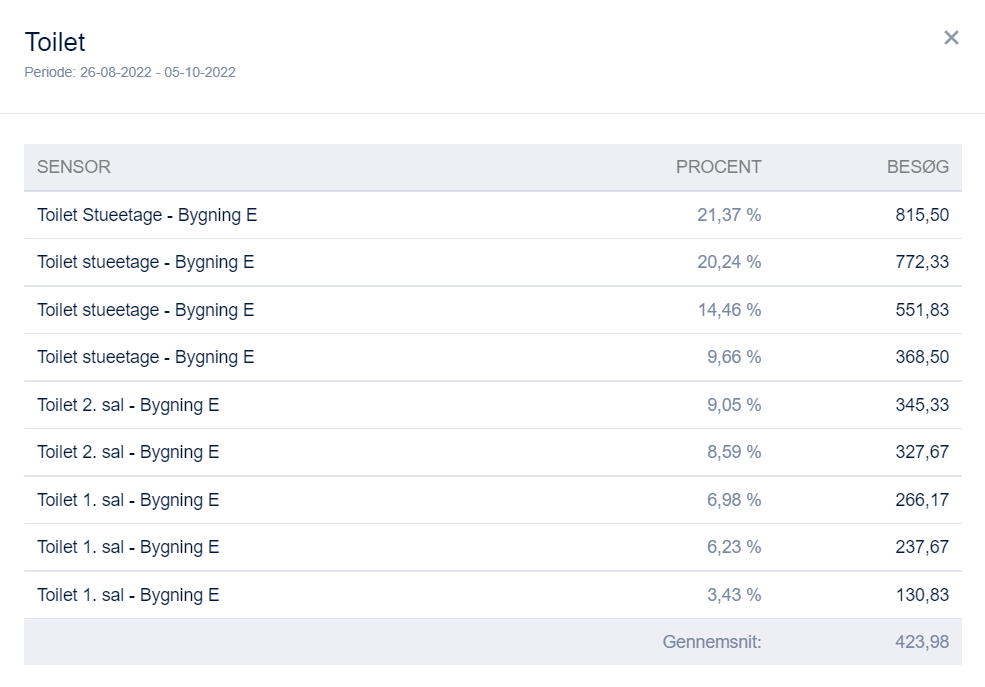 Toilet
Periode: 26-08-2022 - 05-10-2022
SENSOR PROCENT BESØG
Toilet Stueetage - Bygning E 21,37 % 815,50
Toilet stueetage - Bygning E 20,24 % 772,33
Toilet stueetage - Bygning E 14,46 % 551,83
Toilet stueetage - Bygning E 9,66 % 368,50
Toilet 2. sal - Bygning E 9,05 % 345,33
Toilet 2. sal - Bygning E 8,59 % 327,67
Toilet 1. sal - Bygning E 6,98 % 266,17
Toilet 1. sal - Bygning E 6,23 % 237,67
Toilet 1. sal - Bygning E 3,43 % 130,83
Gennemsnit: 423,98